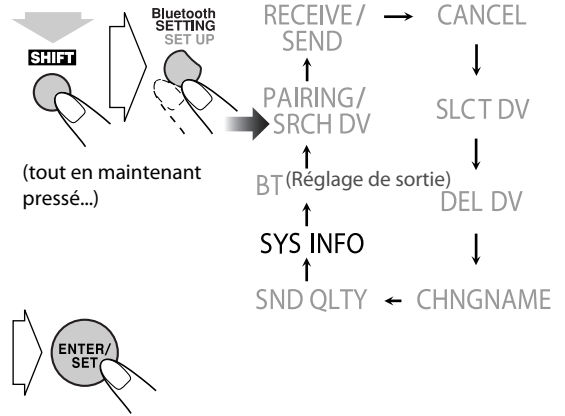 Bluetooth
SETTING
SET UP
SHIFT
(tout en maintenant
pressé...)
RECEIVE/
SEND
CANCEL
PAIRING/
SRCH DV
SLCT DV
BT(Réglage de sortie)
DEL DV
SYS INFO
SND QLTY
CHNGNAME
ENTER/
SET